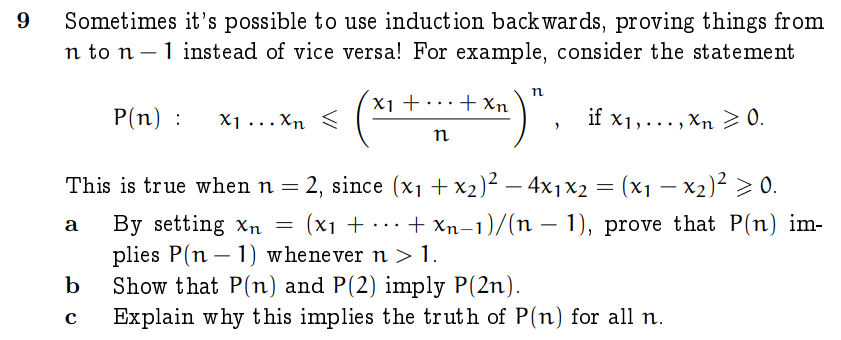 9 Sometimes it's possible to use induction backwards, proving things from
n to n − 1 instead of vice versa! For example, consider the statement
P(n) : x₁ . . . xₙ ⩽ ((x₁ + · · · + xₙ)/n)ⁿ , if x₁, . . . , xₙ ⩾ 0.
This is true when n = 2, since (x₁ + x₂)² − 4x₁x₂ = (x₁ − x₂)² ⩾ 0.
a By setting xₙ = (x₁ + · · · + xₙ₋₁)/(n − 1), prove that P(n) im-
plies P(n − 1) whenever n > 1.
b Show that P(n) and P(2) imply P(2n).
c Explain why this implies the truth of P(n) for all n.